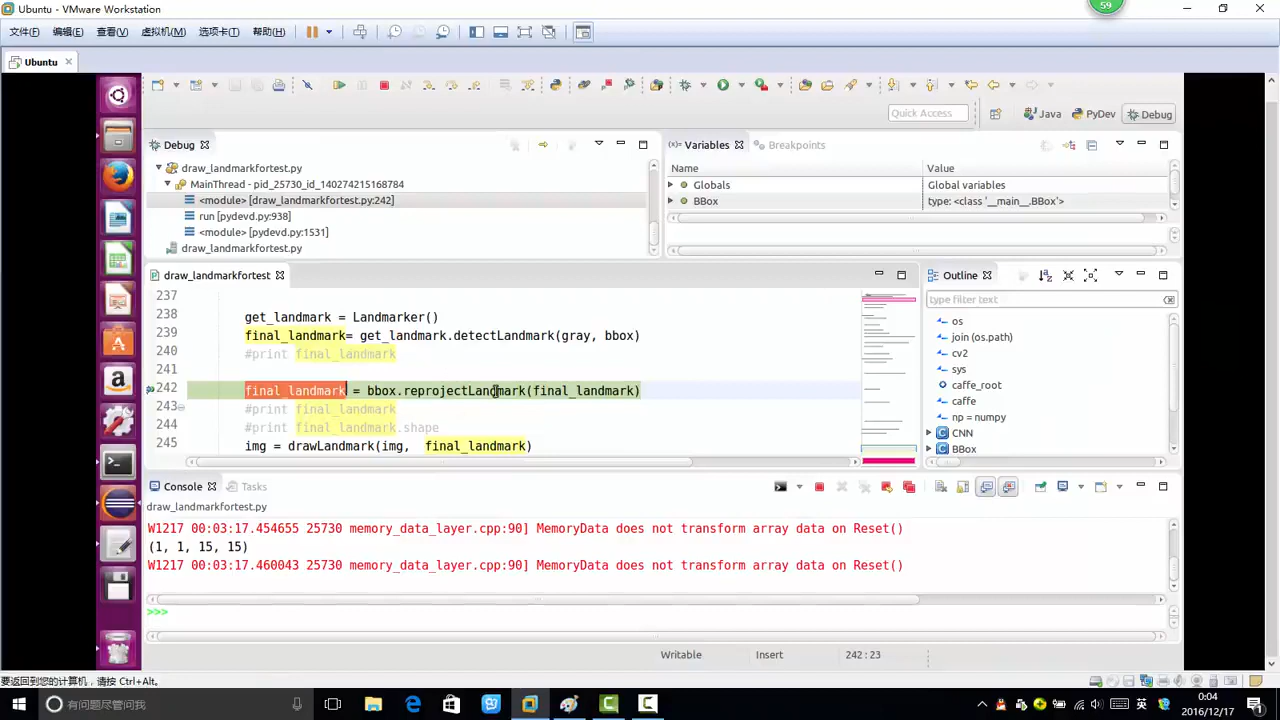 Ubuntu - VMware Workstation
59
文件(F) 编辑(E) 查看(V) 虚拟机(M) 选项卡(T) 帮助(H)
Ubuntu
Quick Access
Java
PyDev
Debug
Debug
draw_landmarkfortest.py
MainThread - pid_25730_id_140274215168784
<module> [draw_landmarkfortest.py:242]
run [pydevd.py:938]
<module> [pydevd.py:1531]
draw_landmarkfortest.py
(x)= Variables
Breakpoints
Name Value
Globals Global variables
BBox type: <class '__main__.BBox'>
draw_landmarkfortest
237
238 get_landmark = Landmarker()
239 final_landmark= get_landmark.detectLandmark(gray, bbox)
240 #print final_landmark
241
242 final_landmark = bbox.reprojectLandmark(final_landmark)
243 #print final_landmark
244 #print final_landmark.shape
245 img = drawLandmark(img, final_landmark)
Outline
type filter text
os
join (os.path)
cv2
sys
caffe_root
caffe
np = numpy
CNN
BBox
Console
Tasks
draw_landmarkfortest.py
W1217 00:03:17.454655 25730 memory_data_layer.cpp:90] MemoryData does not transform array data on Reset()
(1, 1, 15, 15)
W1217 00:03:17.460043 25730 memory_data_layer.cpp:90] MemoryData does not transform array data on Reset()
>>>
Writable Insert 242 : 23
要返回到您的计算机，请按 Ctrl+Alt。
有问题尽管问我
英
0:04
2016/12/17